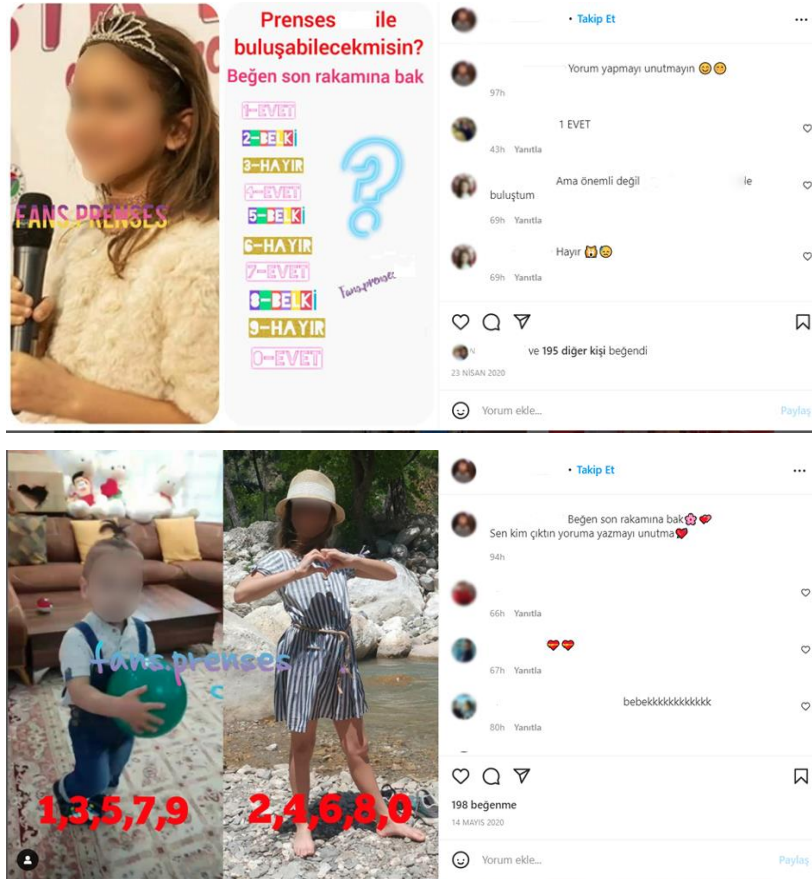 Prenses ile
buluşabilecekmisin?
Beğen son rakamına bak
1-EVET
2-BELKİ
3-HAYIR
4-EVET
5-BELKİ
6-HAYIR
7-EVET
8-BELKİ
9-HAYIR
0-EVET
FANS.PRENSES
Fans.prenses
• Takip Et
Yorum yapmayı unutmayın 😊😁
97h
1 EVET
43h Yanıtla
Ama önemli değil le
buluştum
69h Yanıtla
Hayır 🙀😓
69h Yanıtla
ve 195 diğer kişi beğendi
23 NİSAN 2020
Yorum ekle...
Paylaş
fans.prenses
1,3,5,7,9
2,4,6,8,0
• Takip Et
Beğen son rakamına bak🌸💕
Sen kim çıktın yoruma yazmayı unutma❤️
94h
66h Yanıtla
💝💝
67h Yanıtla
bebekkkkkkkkkkkk
80h Yanıtla
198 beğenme
14 MAYIS 2020
Yorum ekle...
Paylaş